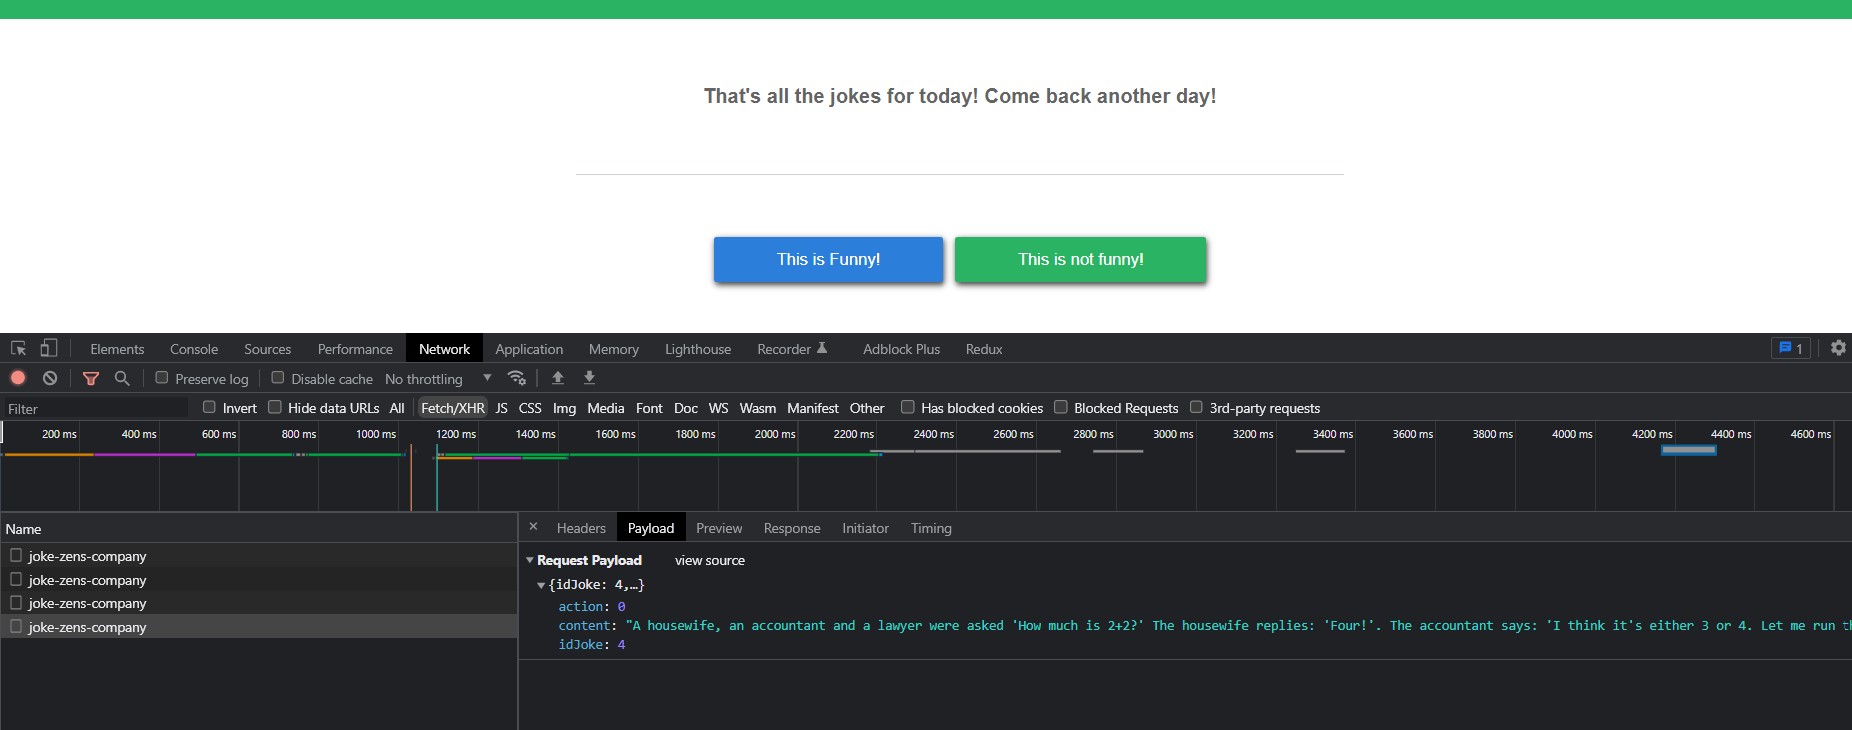 That's all the jokes for today! Come back another day!
This is Funny! This is not funny!
Elements Console Sources Performance Network Application Memory Lighthouse Recorder Adblock Plus Redux 1
Preserve log Disable cache No throttling
Filter Invert Hide data URLs All Fetch/XHR JS CSS Img Media Font Doc WS Wasm Manifest Other Has blocked cookies Blocked Requests 3rd-party requests
200 ms 400 ms 600 ms 800 ms 1000 ms 1200 ms 1400 ms 1600 ms 1800 ms 2000 ms 2200 ms 2400 ms 2600 ms 2800 ms 3000 ms 3200 ms 3400 ms 3600 ms 3800 ms 4000 ms 4200 ms 4400 ms 4600 ms
Name
joke-zens-company
joke-zens-company
joke-zens-company
joke-zens-company
× Headers Payload Preview Response Initiator Timing
Request Payload view source
{idJoke: 4,…}
action: 0
content: "A housewife, an accountant and a lawyer were asked 'How much is 2+2?' The housewife replies: 'Four!'. The accountant says: 'I think it's either 3 or 4. Let me run
idJoke: 4